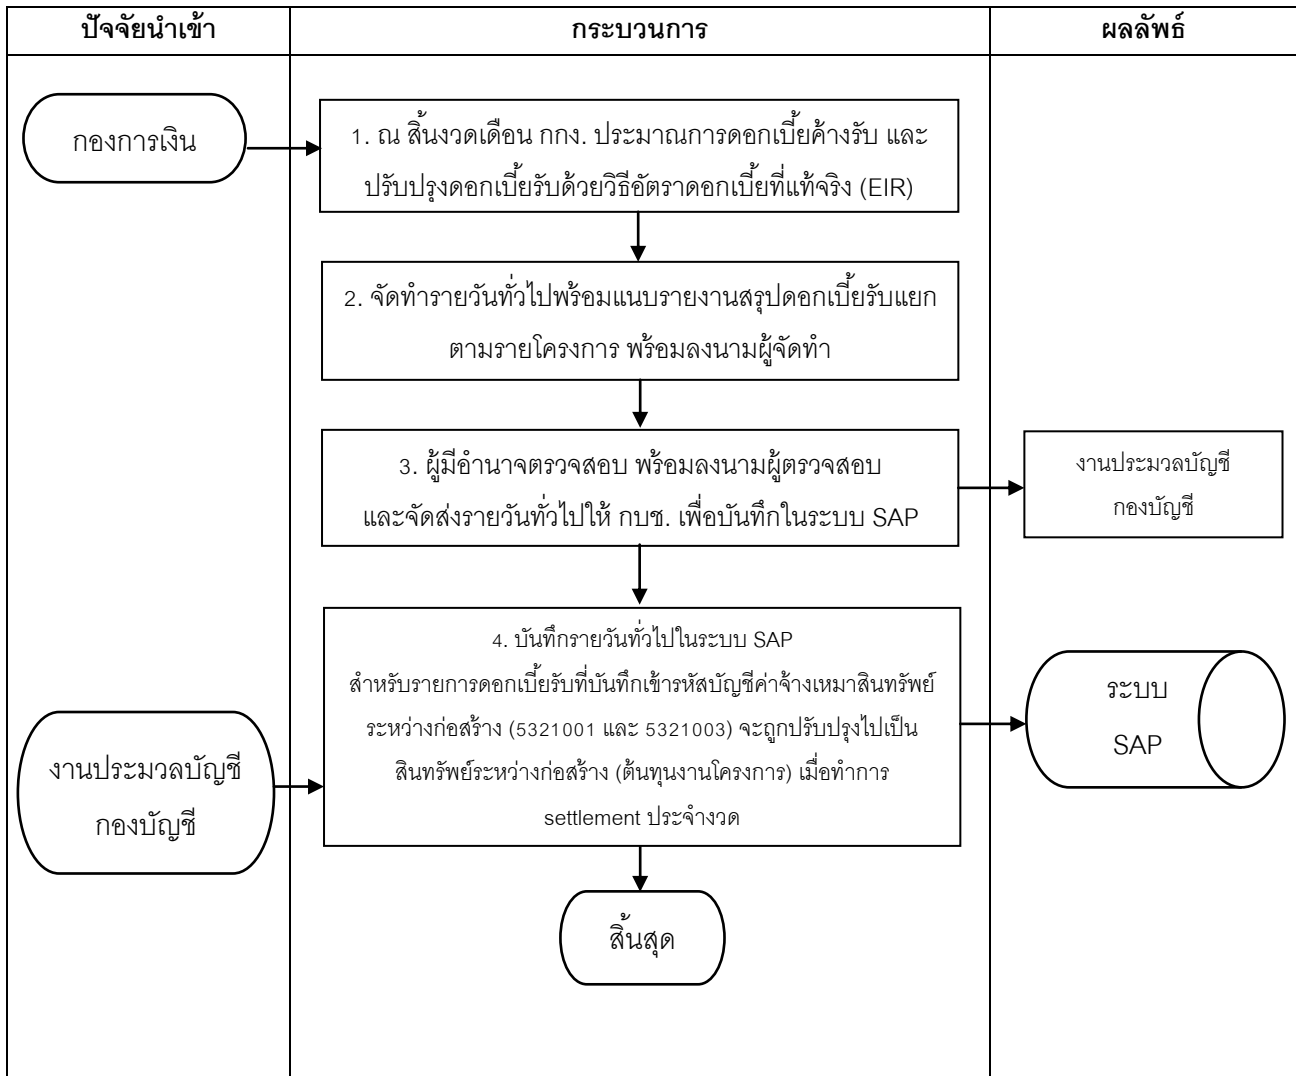 ปัจจัยนำเข้า
กระบวนการ
ผลลัพธ์
กองการเงิน
1. ณ สิ้นงวดเดือน กกง. ประมาณการดอกเบี้ยค้างรับ และ
ปรับปรุงดอกเบี้ยรับด้วยวิธีอัตราดอกเบี้ยที่แท้จริง (EIR)
2. จัดทำรายวันทั่วไปพร้อมแนบรายงานสรุปดอกเบี้ยรับแยก
ตามรายโครงการ พร้อมลงนามผู้จัดทำ
3. ผู้มีอำนาจตรวจสอบ พร้อมลงนามผู้ตรวจสอบ
และจัดส่งรายวันทั่วไปให้ กบช. เพื่อบันทึกในระบบ SAP
งานประมวลบัญชี
กองบัญชี
งานประมวลบัญชี
กองบัญชี
4. บันทึกรายวันทั่วไปในระบบ SAP
สำหรับรายการดอกเบี้ยรับที่บันทึกเข้ารหัสบัญชีค่าจ้างเหมาสินทรัพย์
ระหว่างก่อสร้าง (5321001 และ 5321003) จะถูกปรับปรุงไปเป็น
สินทรัพย์ระหว่างก่อสร้าง (ต้นทุนงานโครงการ) เมื่อทำการ
settlement ประจำงวด
ระบบ
SAP
สิ้นสุด